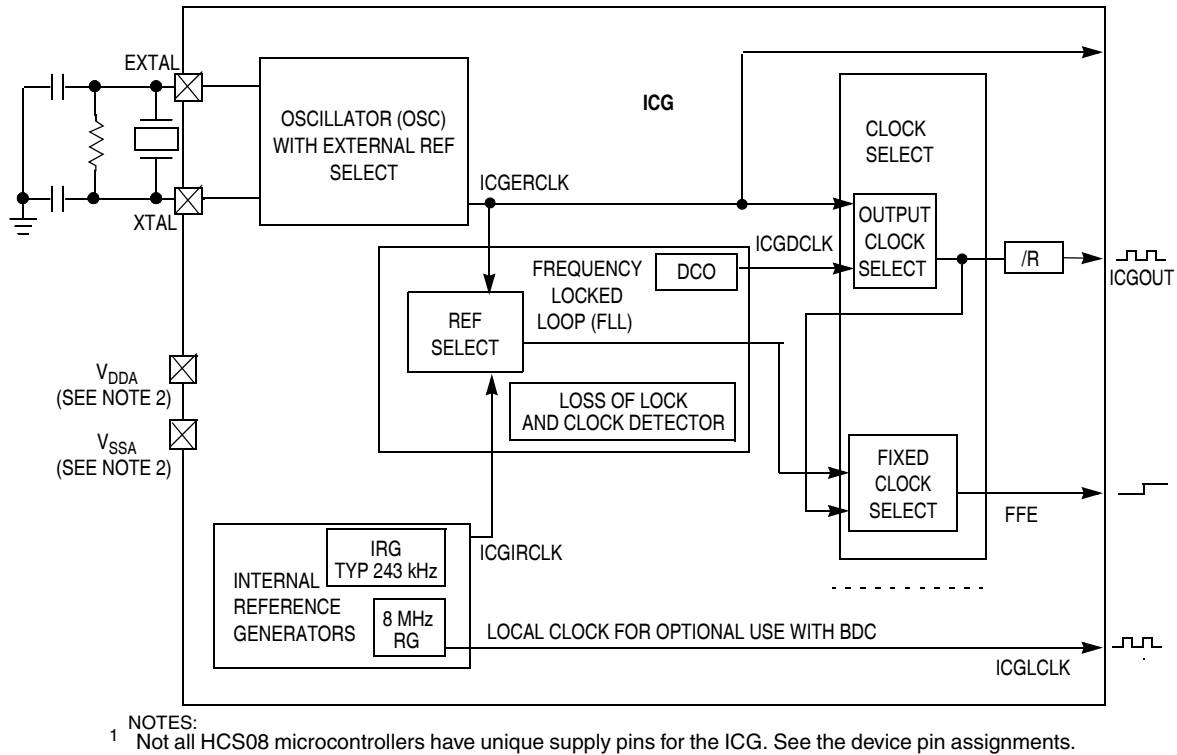 EXTAL
OSCILLATOR (OSC)
WITH EXTERNAL REF
SELECT
ICG
CLOCK
SELECT
ICGERCLK
XTAL
OUTPUT
CLOCK
SELECT
ICGDCLK
/R
ICGOUT
FREQUENCY
LOCKED
LOOP (FLL)
DCO
REF
SELECT
LOSS OF LOCK
AND CLOCK DETECTOR
VDDA
(SEE NOTE 2)
VSSA
(SEE NOTE 2)
FIXED
CLOCK
SELECT
FFE
ICGIRCLK
IRG
TYP 243 kHz
INTERNAL
REFERENCE
GENERATORS
8 MHz
RG
LOCAL CLOCK FOR OPTIONAL USE WITH BDC
ICGLCLK
NOTES:
1 Not all HCS08 microcontrollers have unique supply pins for the ICG. See the device pin assignments.